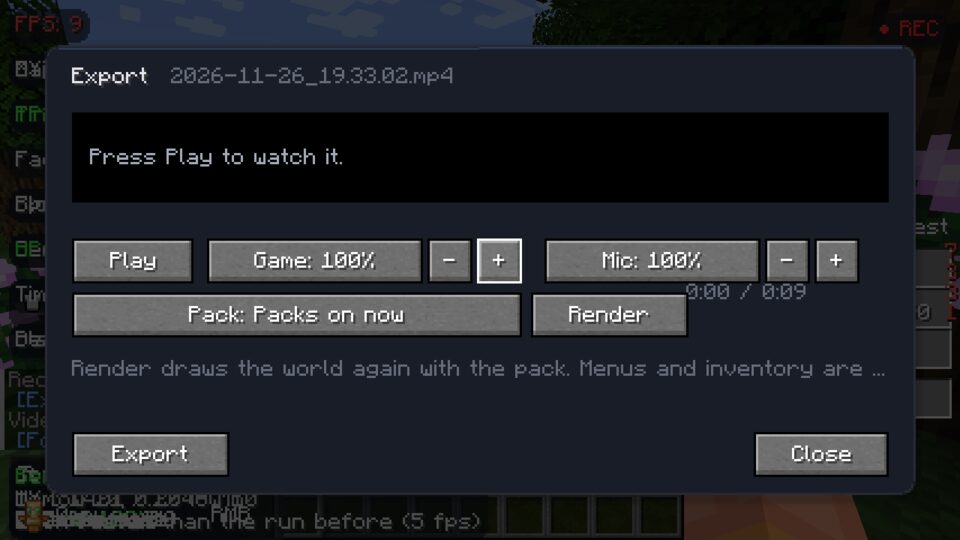 FPS: 9
● REC
Export 2026-11-26_19.33.02.mp4
Press Play to watch it.
Play
Game: 100%
-
+
Mic: 100%
-
+
0:00 / 0:09
Pack: Packs on now
Render
Render draws the world again with the pack. Menus and inventory are ...
Export
Close
than the run before (5 fps)